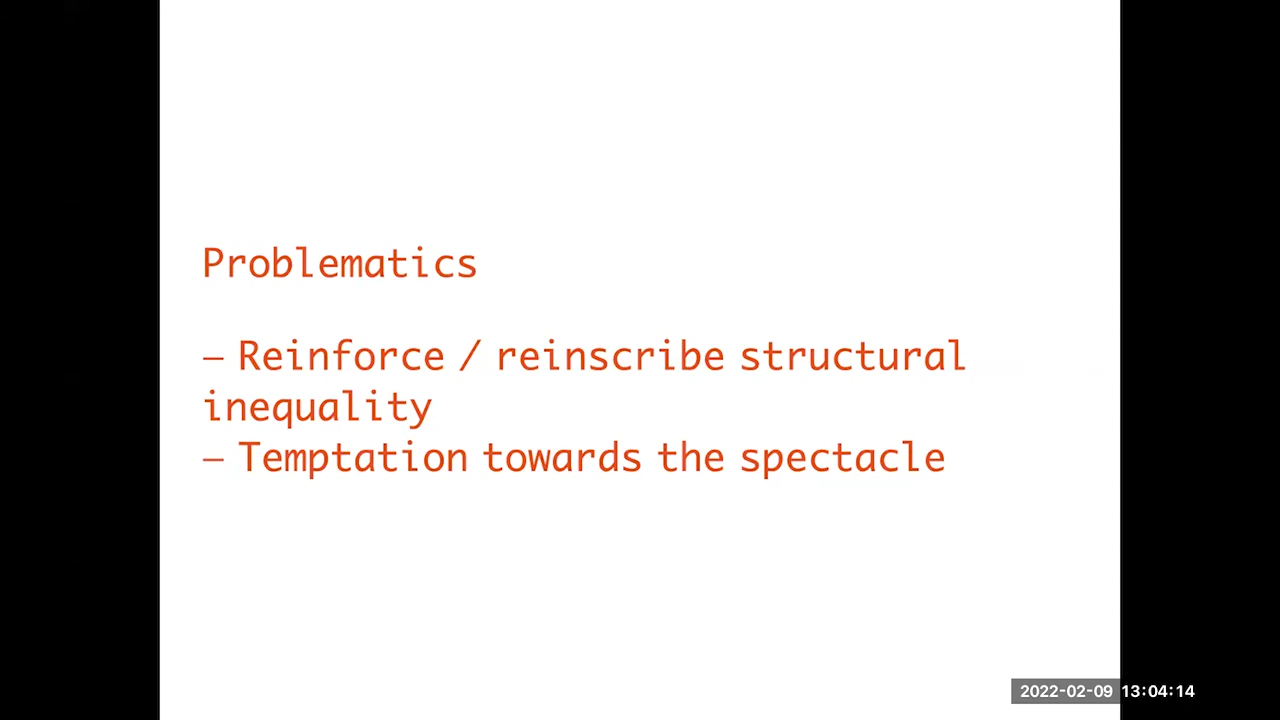 Problematics
– Reinforce / reinscribe structural
inequality
– Temptation towards the spectacle
2022-02-09 13:04:14